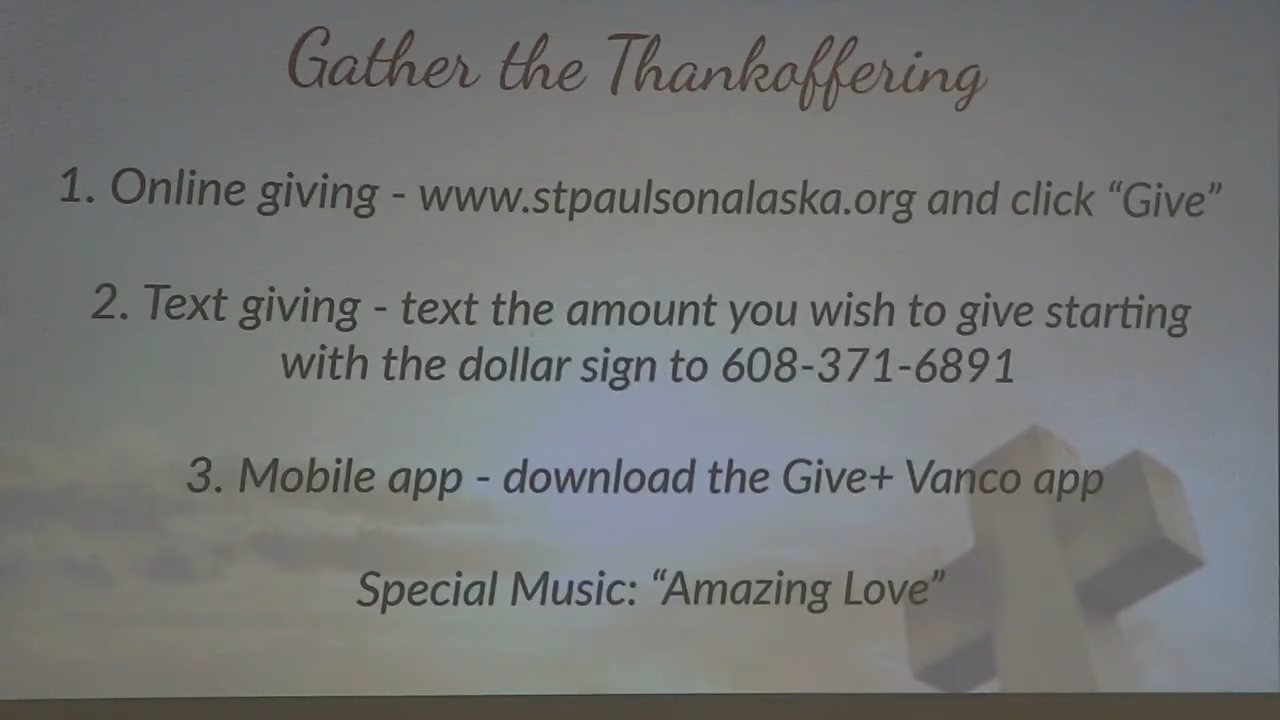 Gather the Thankoffering
1. Online giving - www.stpaulsonalaska.org and click “Give”
2. Text giving - text the amount you wish to give starting
with the dollar sign to 608-371-6891
3. Mobile app - download the Give+ Vanco app
Special Music: “Amazing Love”